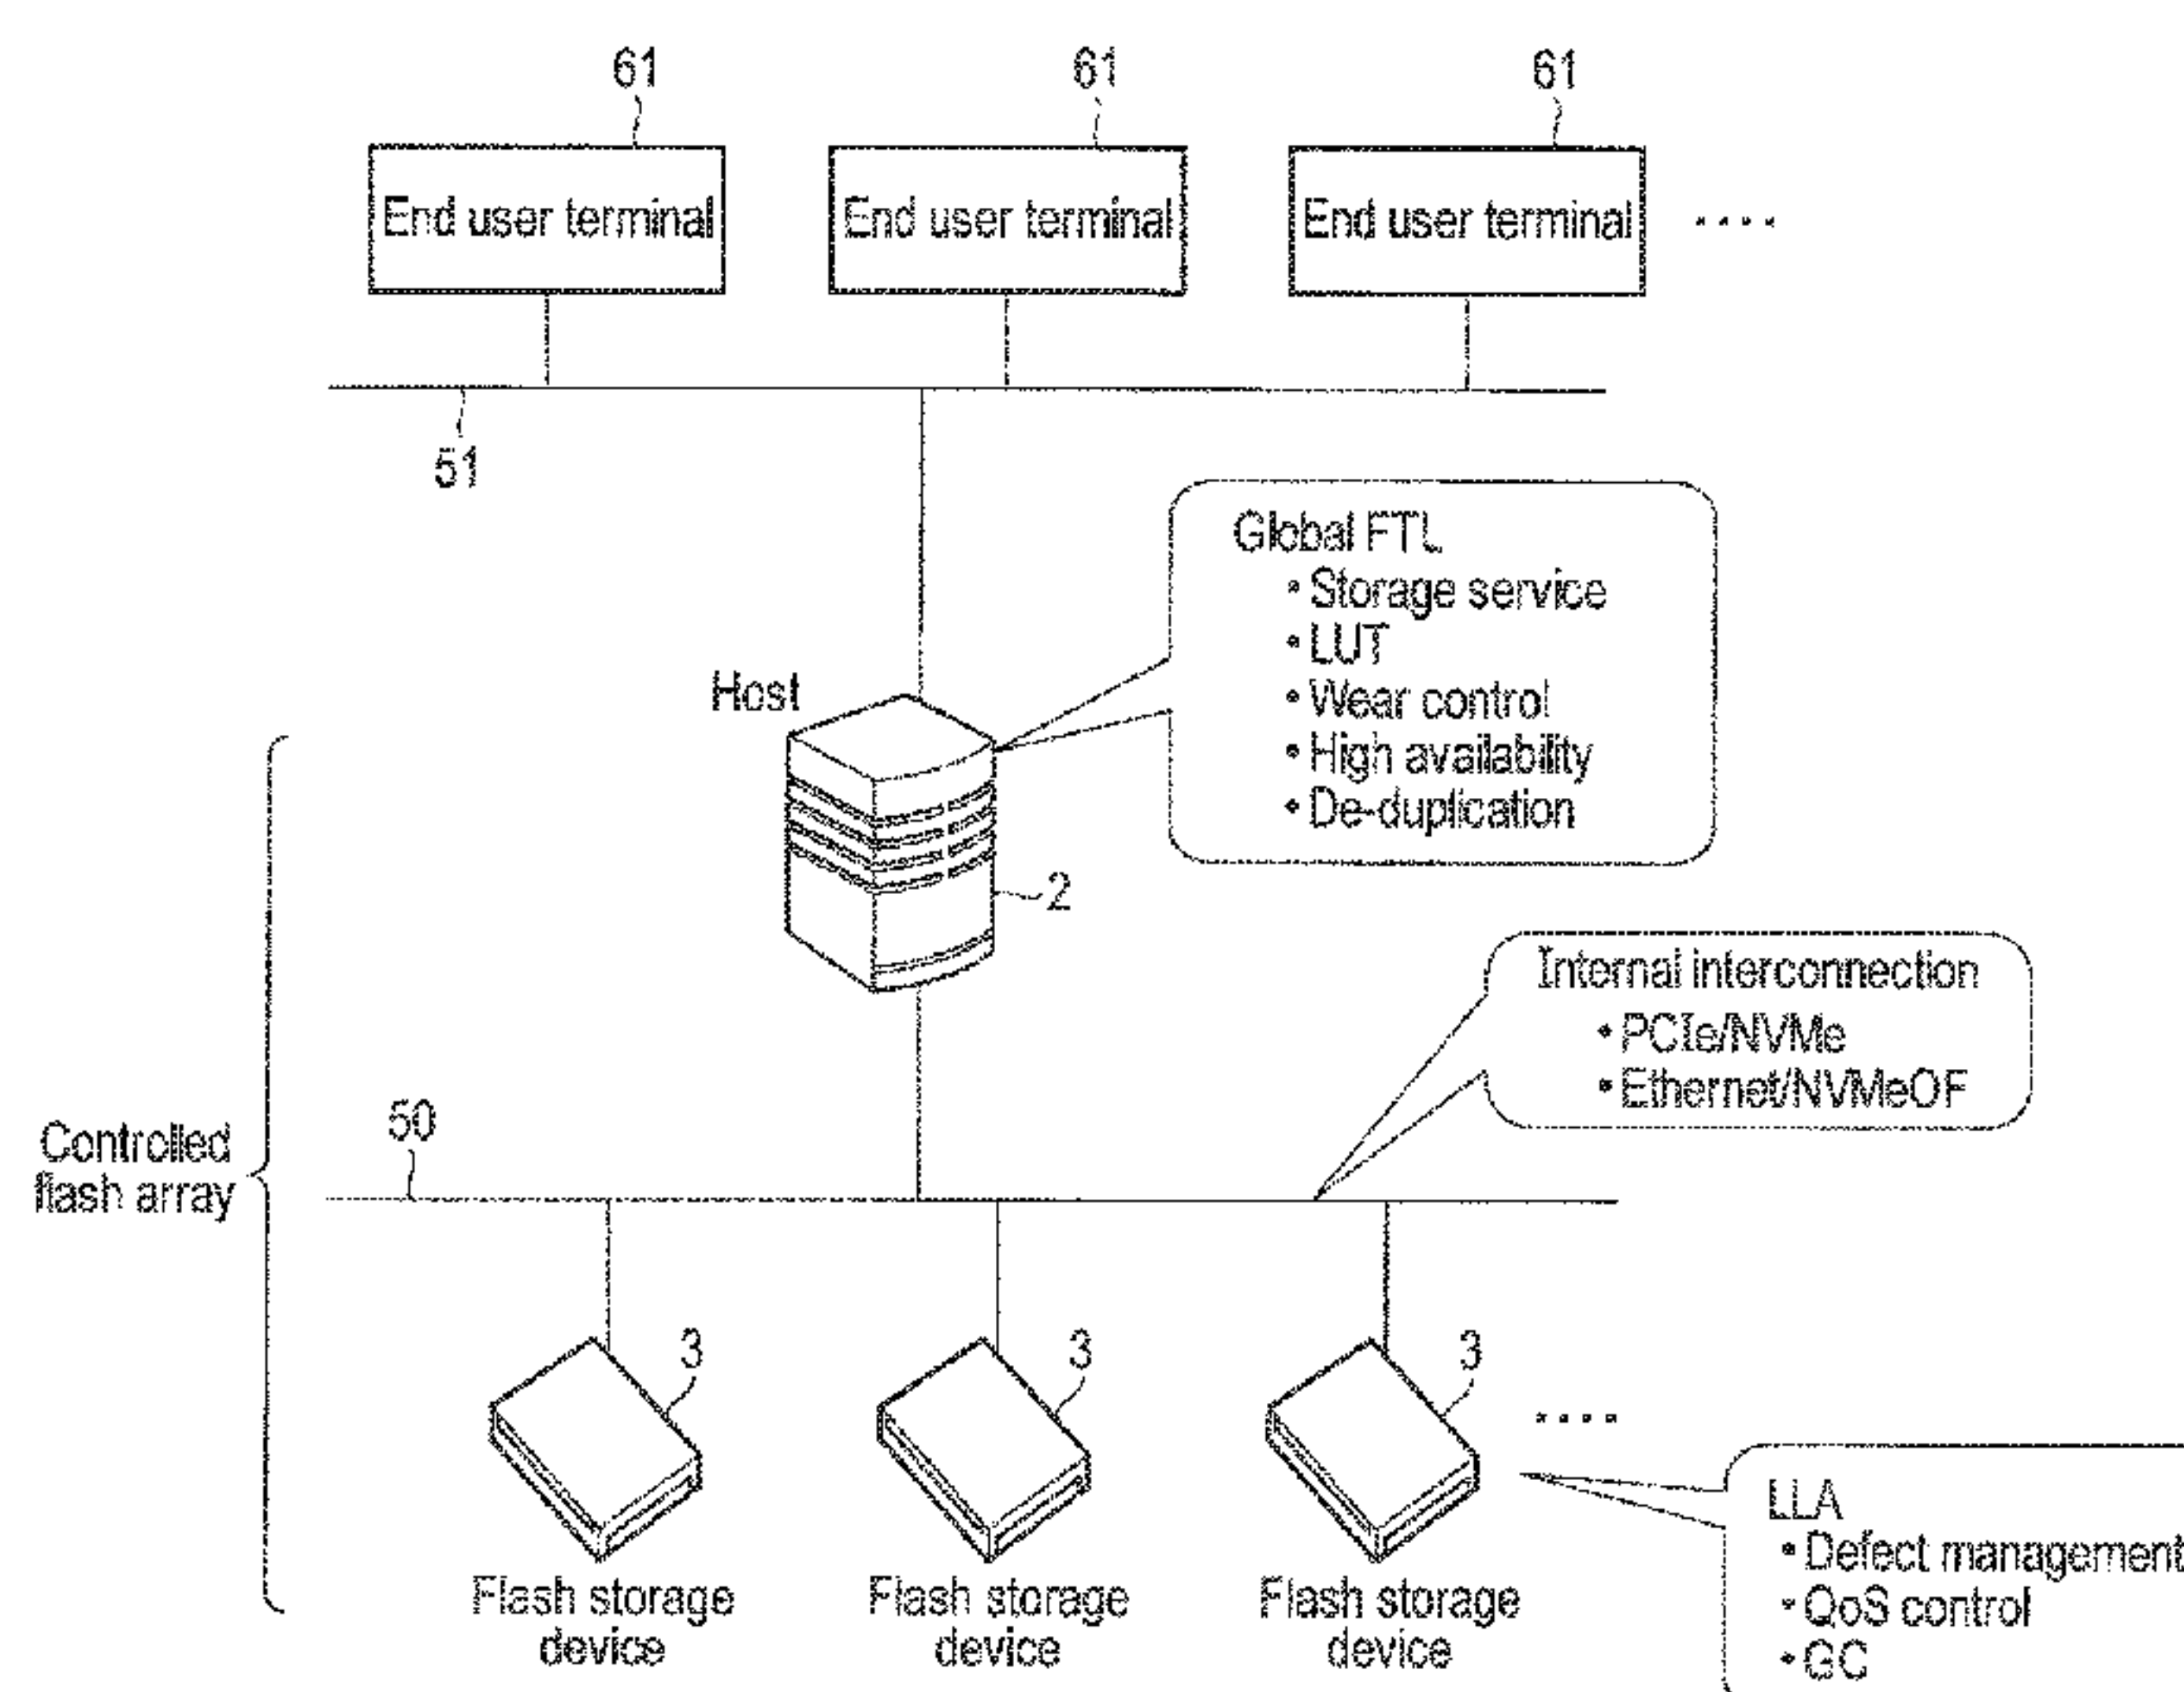 61
61
61
End user terminal
End user terminal
End user terminal
51
Global FTL
• Storage service
• LUT
• Wear control
• High availability
• De-duplication
Host
2
Internal interconnection
• PCIe/NVMe
• Ethernet/NVMeOF
50
Controlled
flash array
3
3
3
LLA
• Defect management
• QoS control
• GC
Flash storage
device
Flash storage
device
Flash storage
device